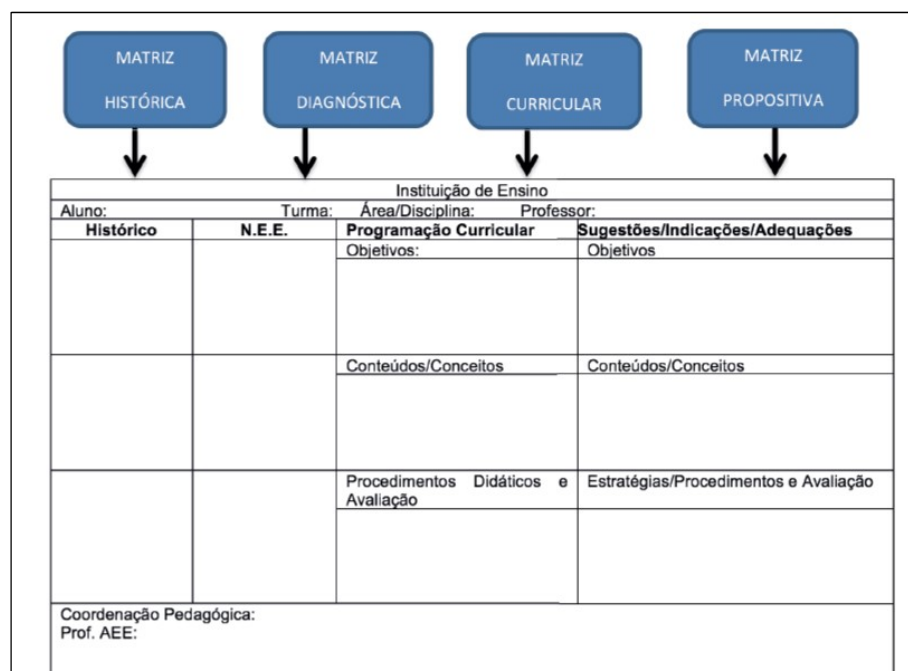 MATRIZ
HISTÓRICA
MATRIZ
DIAGNÓSTICA
MATRIZ
CURRICULAR
MATRIZ
PROPOSITIVA
Instituição de Ensino
Aluno: Turma: Área/Disciplina: Professor:
Histórico N.E.E. Programação Curricular Sugestões/Indicações/Adequações
Objetivos: Objetivos
Conteúdos/Conceitos Conteúdos/Conceitos
Procedimentos Didáticos e Estratégias/Procedimentos e Avaliação
Avaliação
Coordenação Pedagógica:
Prof. AEE: